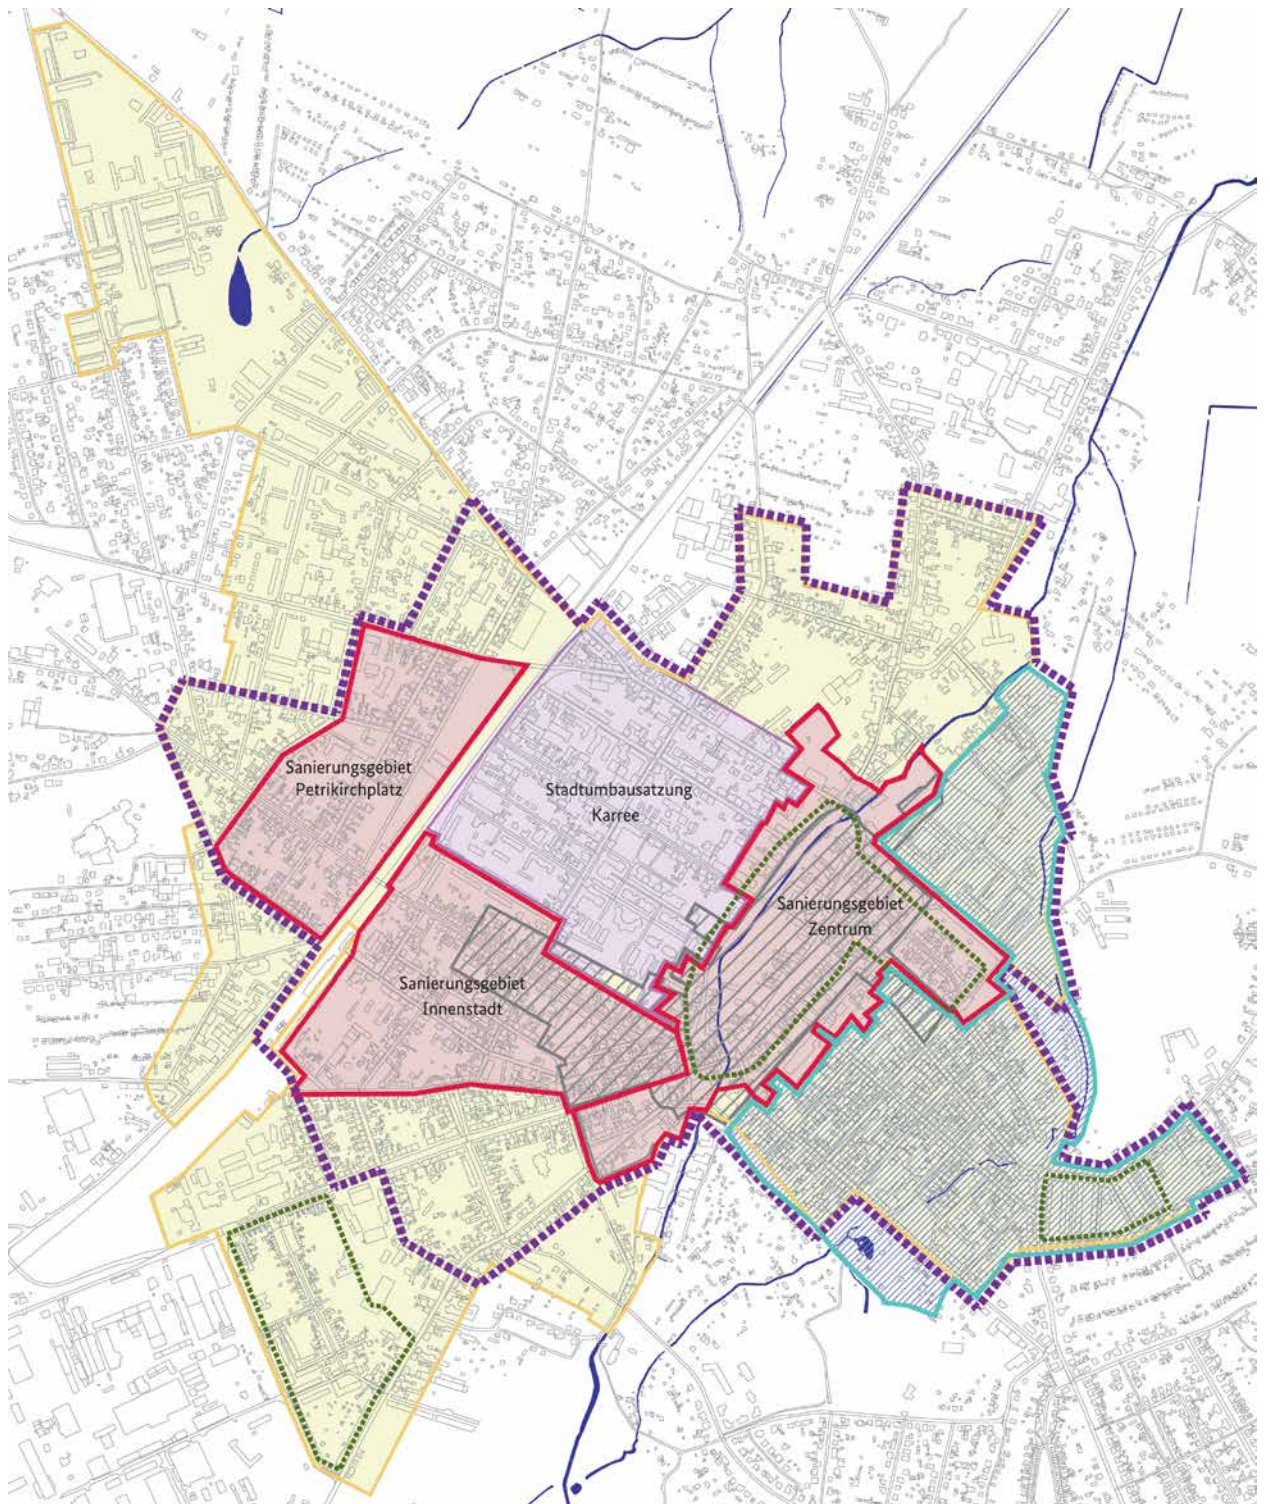 Sanierungsgebiet
Petrikirchplatz
Stadtumbausatzung
Karree
Sanierungsgebiet
Zentrum
Sanierungsgebiet
Innenstadt